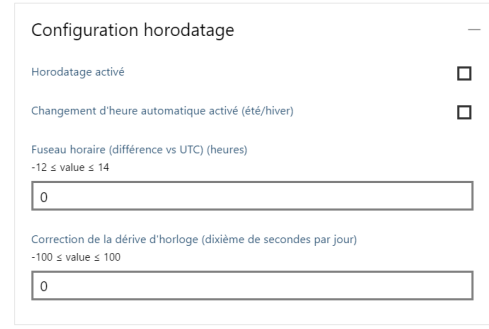 Configuration horodatage
Horodatage activé
Changement d'heure automatique activé (été/hiver)
Fuseau horaire (différence vs UTC) (heures)
-12 ≤ value ≤ 14
0
Correction de la dérive d'horloge (dixième de secondes par jour)
-100 ≤ value ≤ 100
0